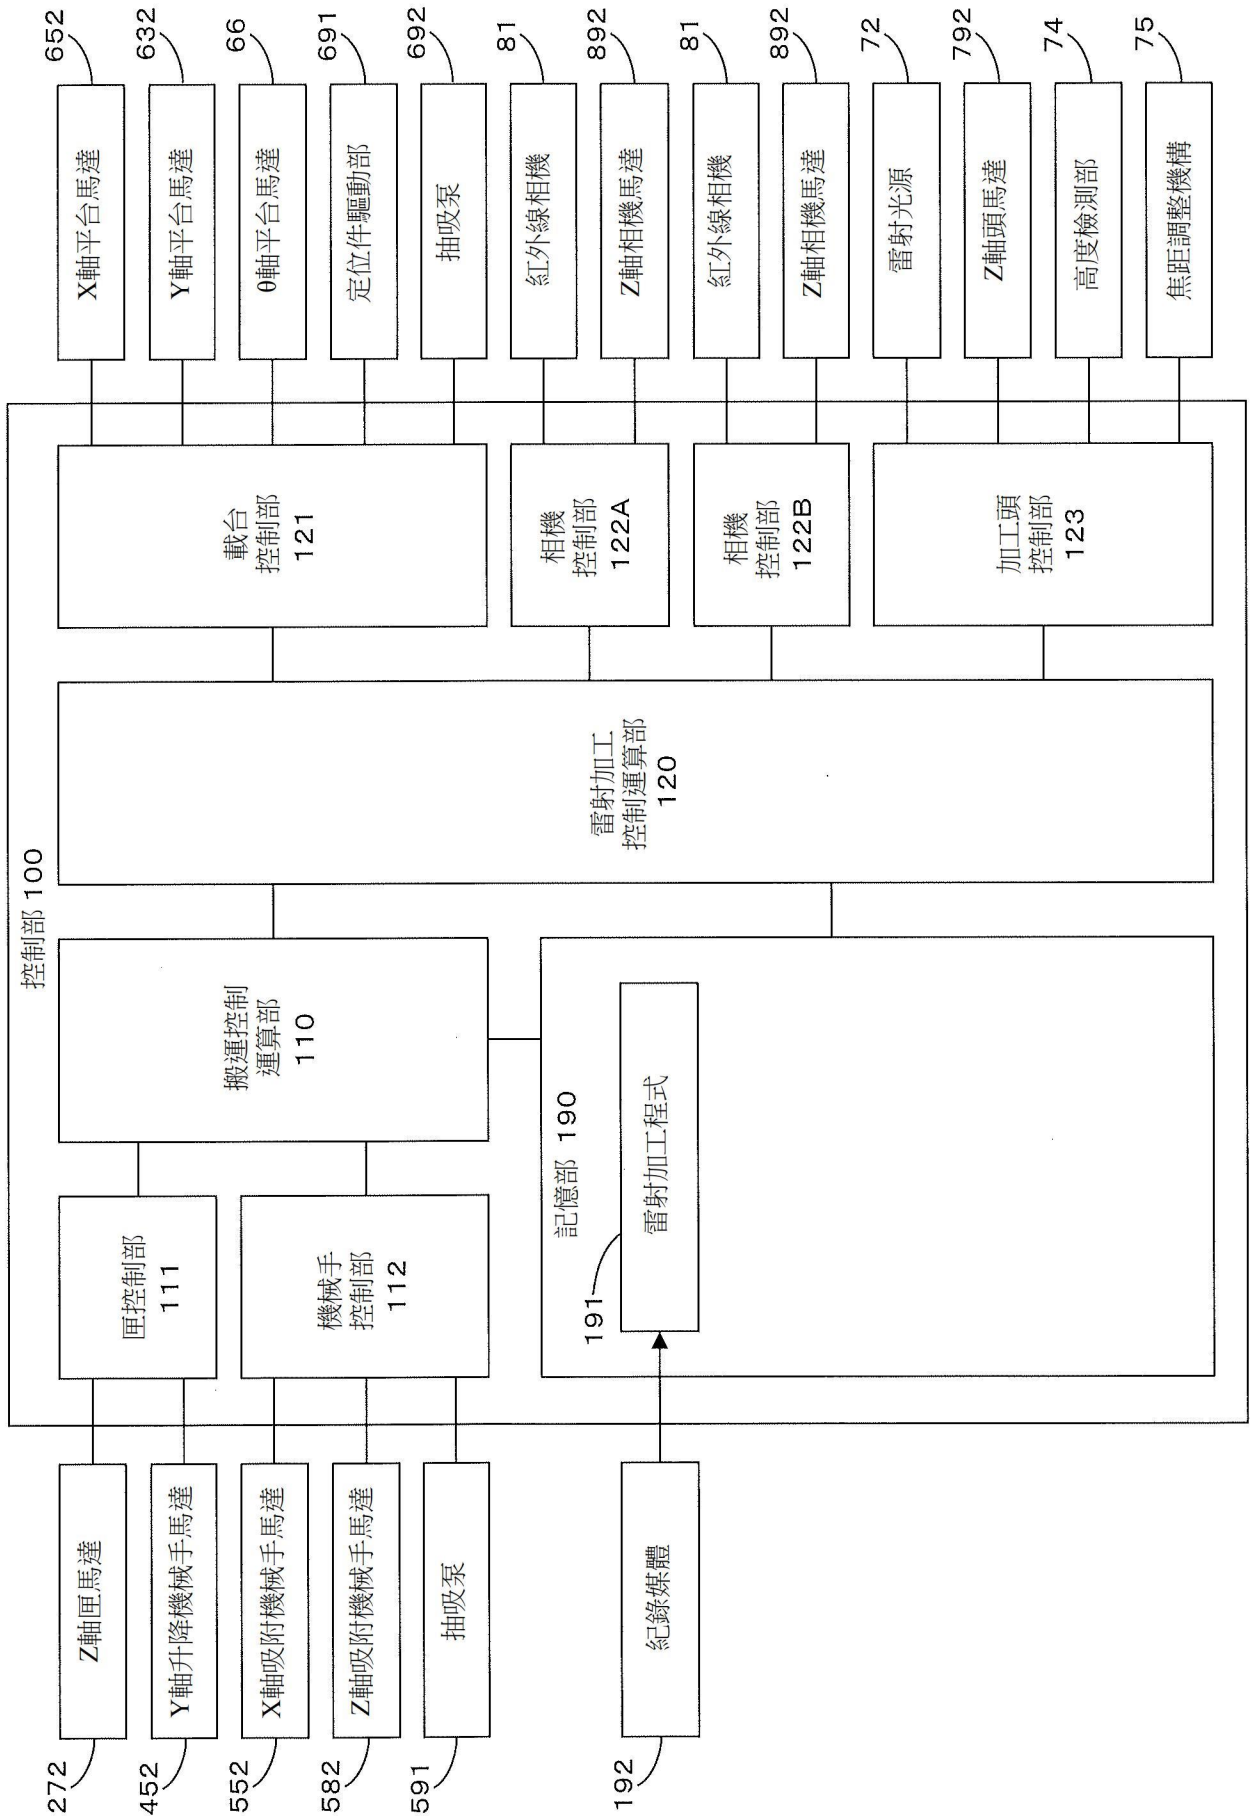 控制部 100
Z軸匣馬達
272
Y軸升降機械手馬達
452
X軸吸附機械手馬達
552
Z軸吸附機械手馬達
582
抽吸泵
591
紀錄媒體
192
匣控制部
111
機械手
控制部
112
搬運控制
運算部
110
記憶部 190
191
雷射加工程式
雷射加工
控制運算部
120
載台
控制部
121
相機
控制部
122A
相機
控制部
122B
加工頭
控制部
123
X軸平台馬達
652
Y軸平台馬達
632
θ軸平台馬達
66
定位件驅動部
691
抽吸泵
692
紅外線相機
81
Z軸相機馬達
892
紅外線相機
81
Z軸相機馬達
892
雷射光源
72
Z軸頭馬達
792
高度檢測部
74
焦距調整機構
75